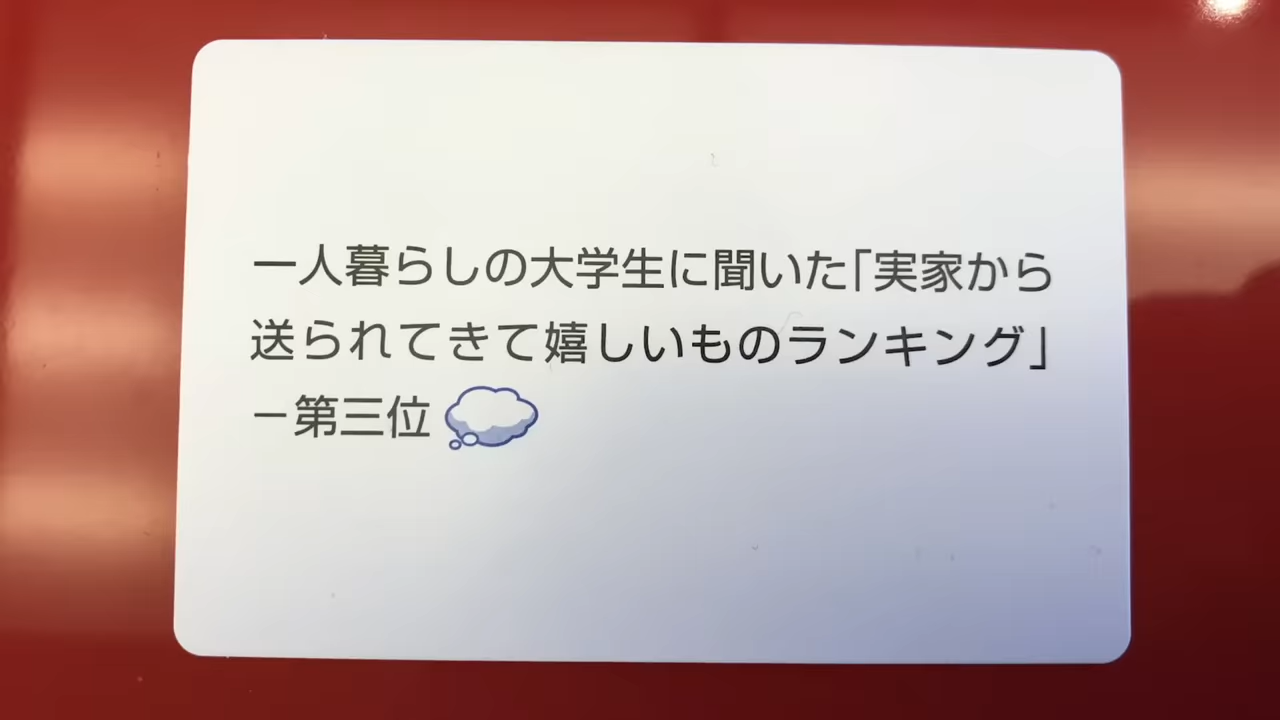 一人暮らしの大学生に聞いた「実家から
送られてきて嬉しいものランキング」
－第三位